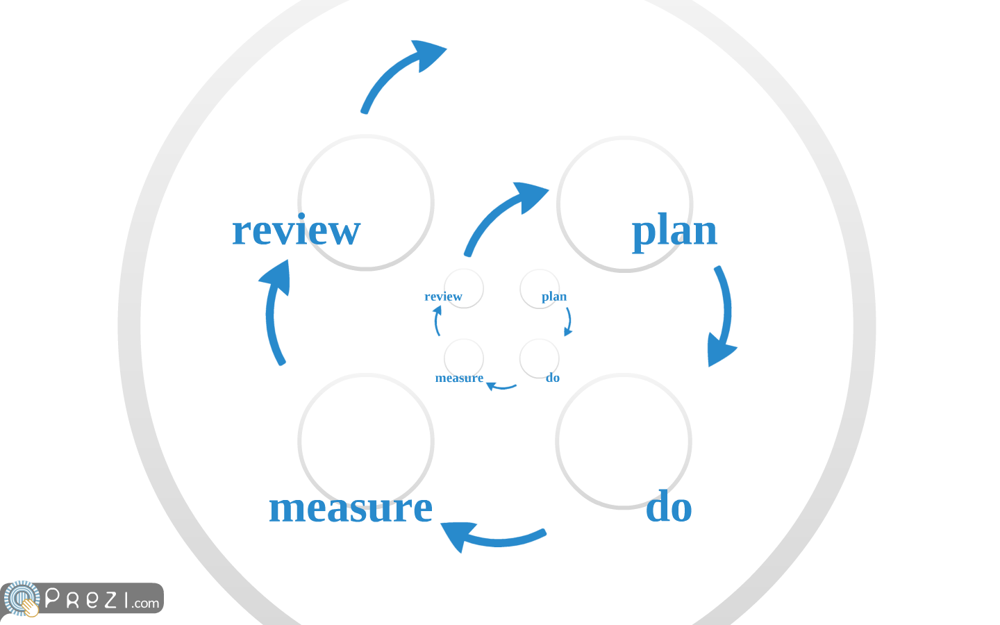 review
plan
review
plan
measure
do
measure
do
Prezi.com